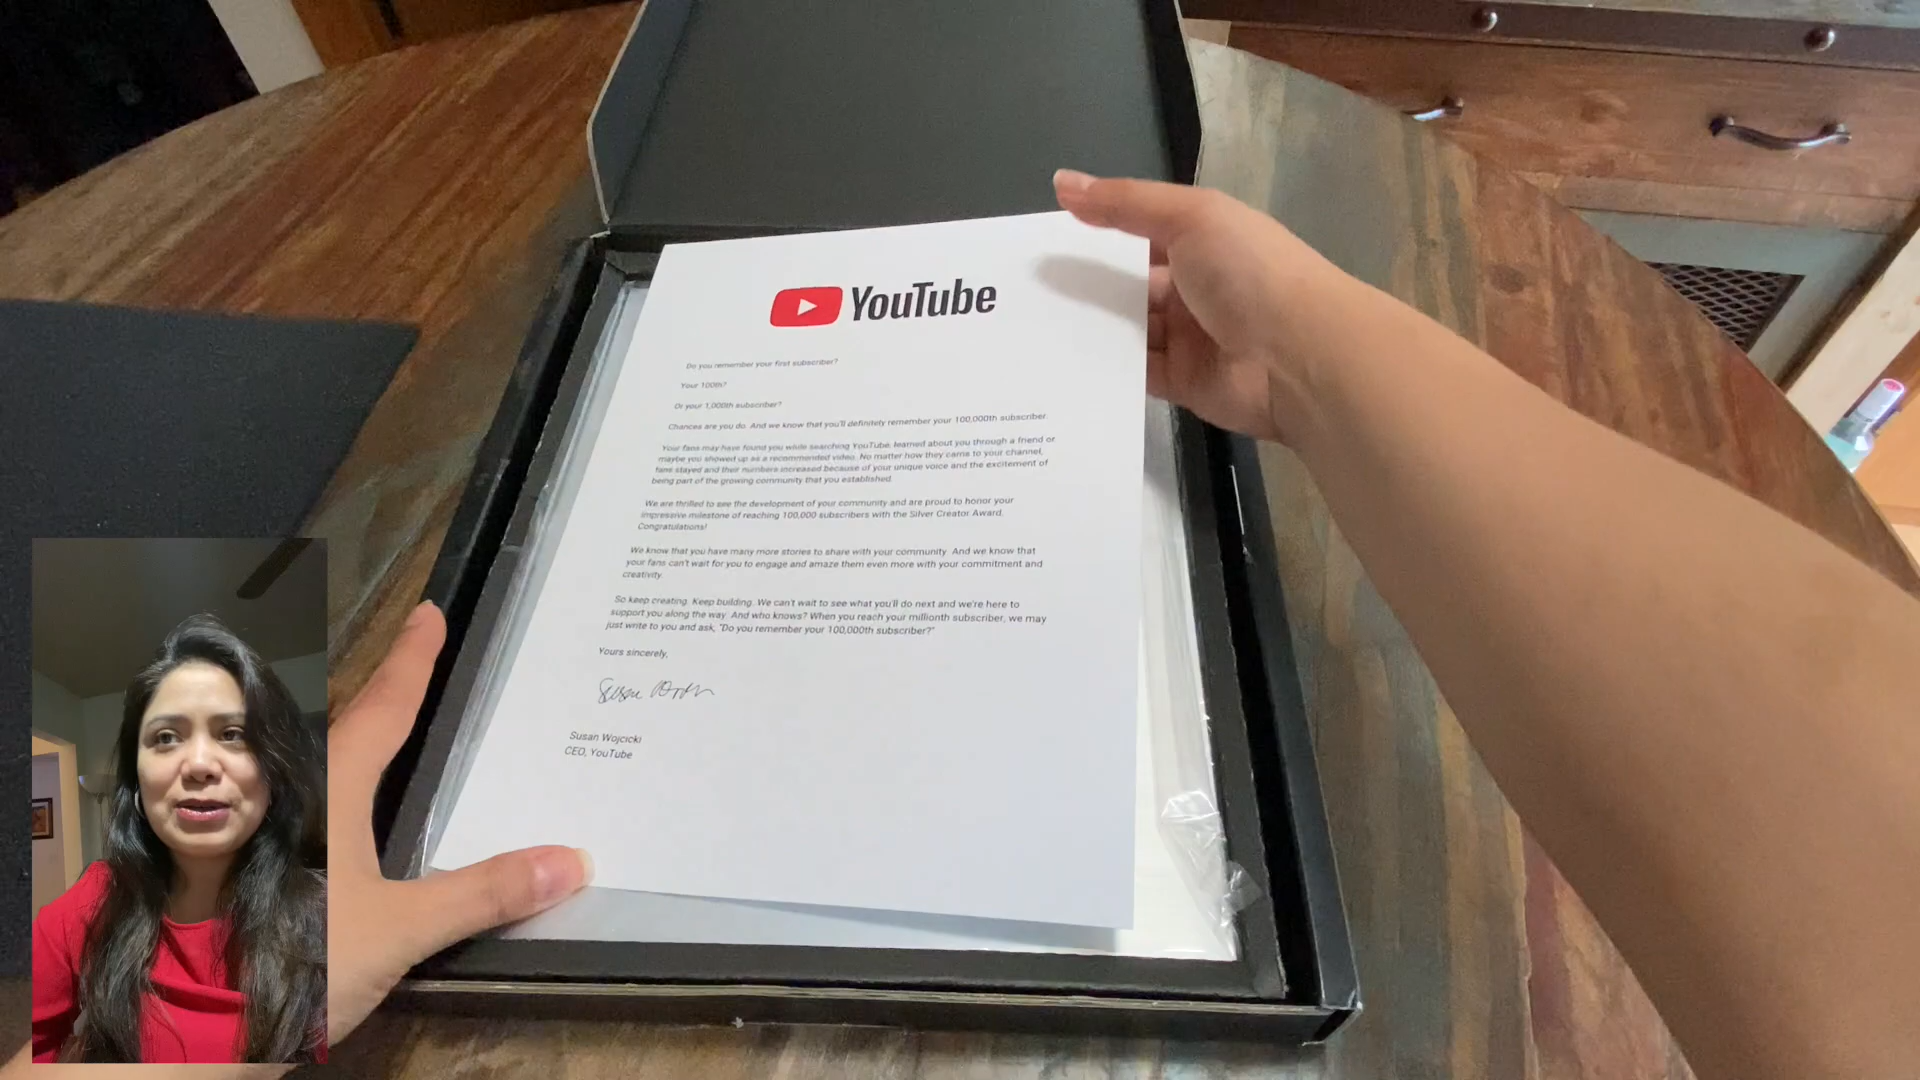 YouTube
Do you remember your first subscriber?
Your 100th?
Or your 1,000th subscriber?
Chances are you do. And we know that you'll definitely remember your 100,000th subscriber.
Your fans may have found you while searching YouTube, learned about you through a friend or
maybe you showed up as a recommended video. No matter how they came to your channel,
fans stayed and their numbers increased because of your unique voice and the excitement of
being part of the growing community that you established.
We are thrilled to see the development of your community and are proud to honor your
impressive milestone of reaching 100,000 subscribers with the Silver Creator Award.
Congratulations!
We know that you have many more stories to share with your community. And we know that
your fans can't wait for you to engage and amaze them even more with your commitment and
creativity.
So keep creating. Keep building. We can't wait to see what you'll do next and we're here to
support you along the way. And who knows? When you reach your millionth subscriber, we may
just write to you and ask, "Do you remember your 100,000th subscriber?"
Yours sincerely,
Susan Wojcicki
CEO, YouTube